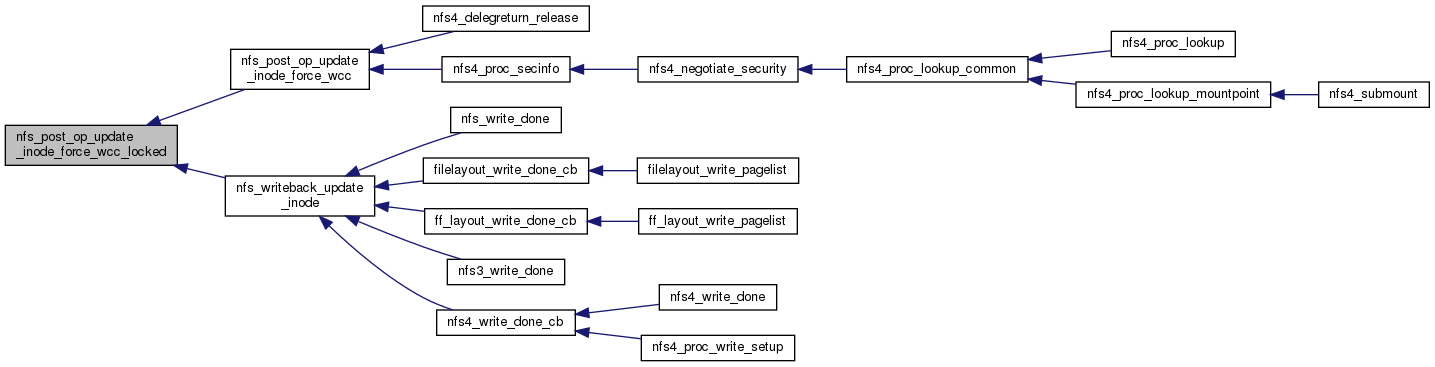 nfs_post_op_update
_inode_force_wcc_locked
nfs_post_op_update
_inode_force_wcc
nfs4_delegreturn_release
nfs4_proc_secinfo
nfs4_negotiate_security
nfs4_proc_lookup_common
nfs4_proc_lookup
nfs4_proc_lookup_mountpoint
nfs4_submount
nfs_writeback_update
_inode
nfs_write_done
filelayout_write_done_cb
filelayout_write_pagelist
ff_layout_write_done_cb
ff_layout_write_pagelist
nfs3_write_done
nfs4_write_done_cb
nfs4_write_done
nfs4_proc_write_setup